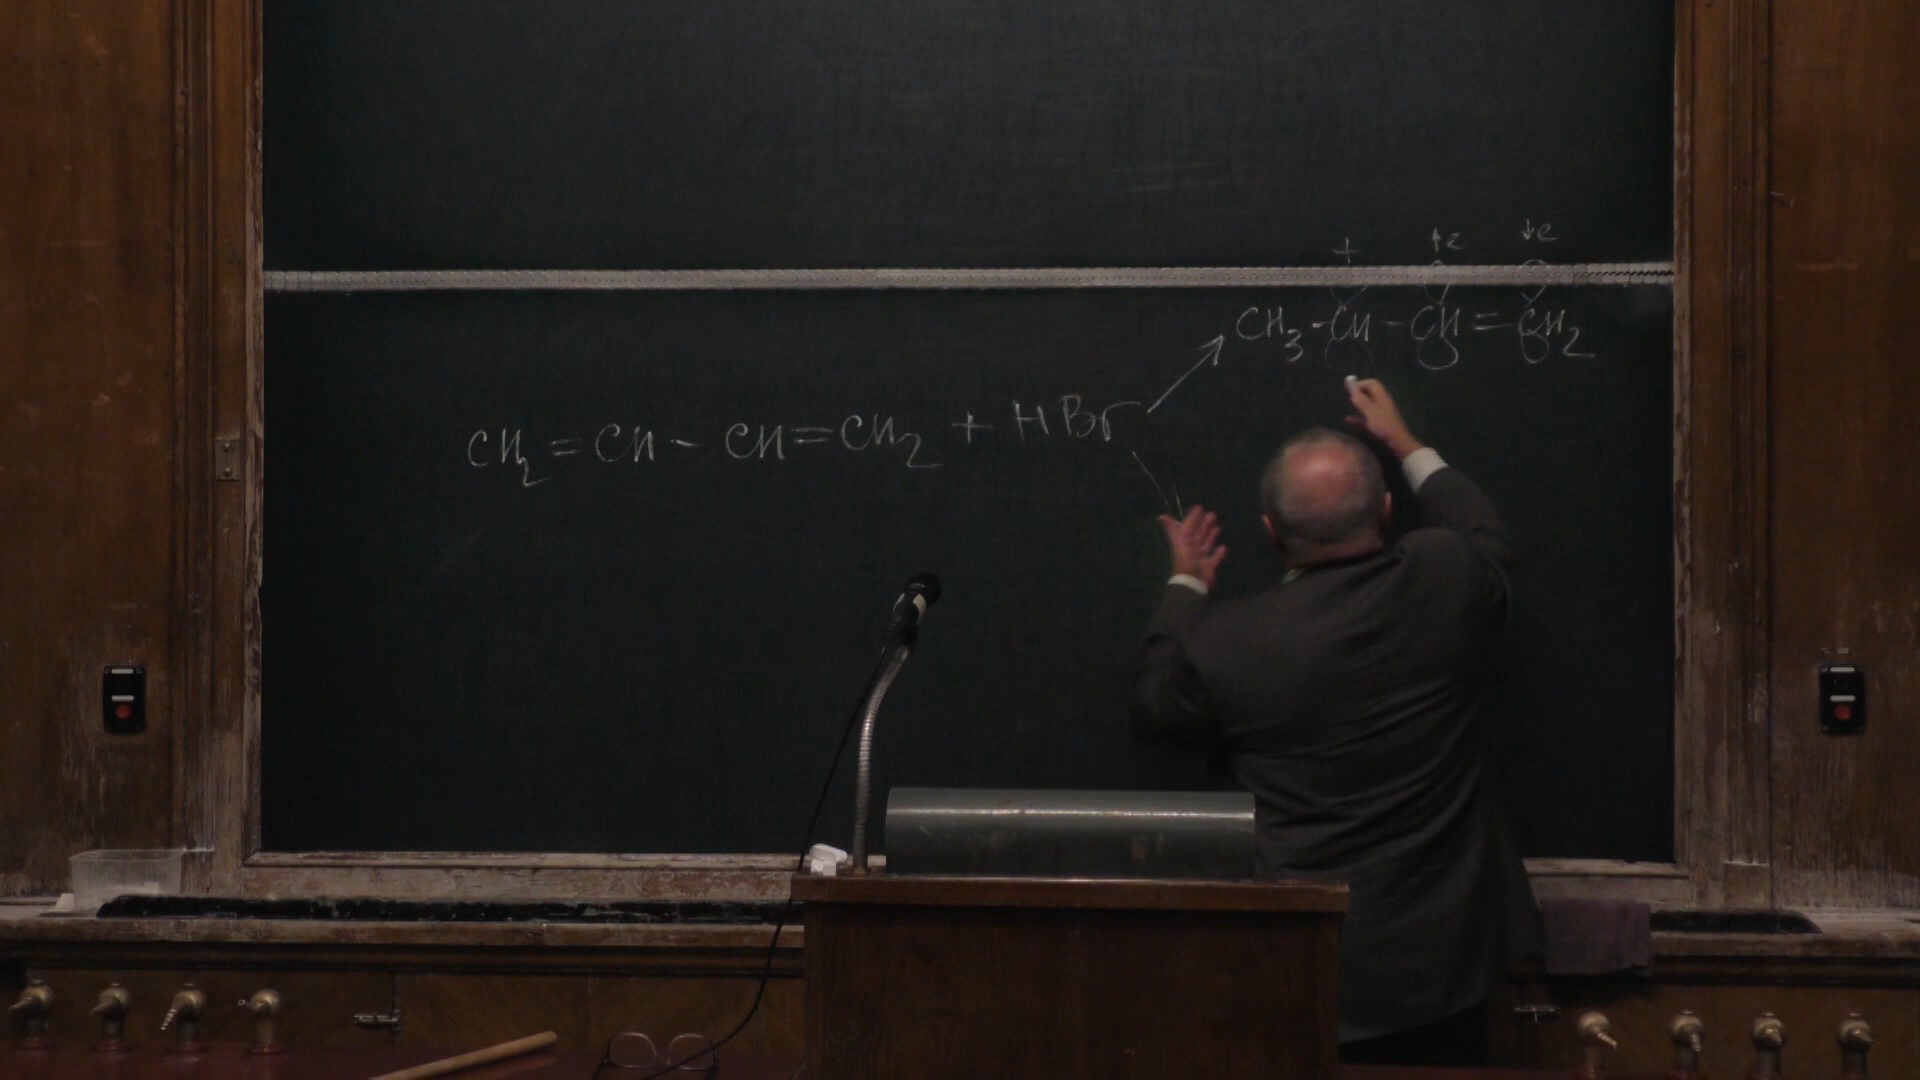 + ↑e ↓e
CH3-CH-CH=CH2
CH2=CH-CH=CH2 + HBr